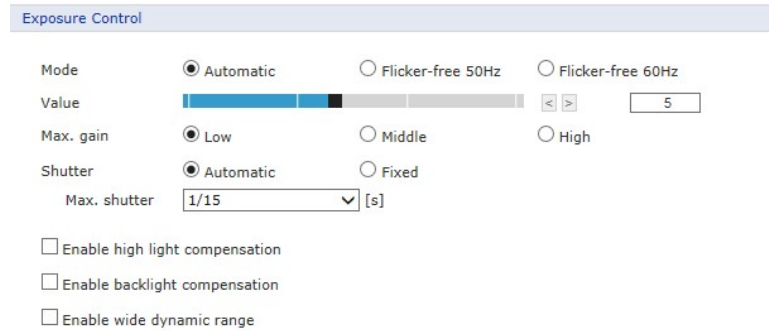 Exposure Control
Mode Automatic Flicker-free 50Hz Flicker-free 60Hz
Value < > 5
Max. gain Low Middle High
Shutter Automatic Fixed
Max. shutter 1/15 [s]
Enable high light compensation
Enable backlight compensation
Enable wide dynamic range